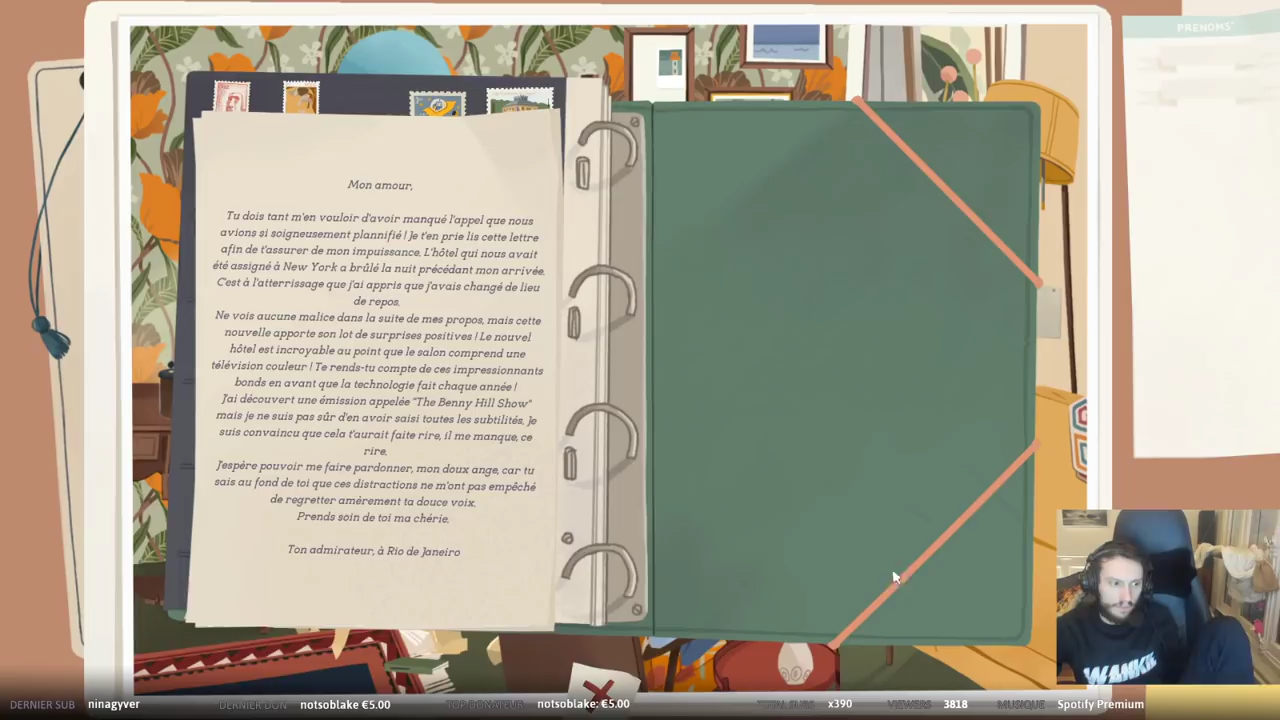 PRENOMS
Mon amour,
Tu dois tant m'en vouloir d'avoir manqué l'appel que nous
avions si soigneusement plannifié ! Je t'en prie lis cette lettre
afin de t'assurer de mon impuissance. L'hôtel qui nous avait
été assigné à New York a brûlé la nuit précédant mon arrivée.
C'est à l'atterrissage que j'ai appris que j'avais changé de lieu
de repos.
Ne vois aucune malice dans la suite de mes propos, mais cette
nouvelle apporte son lot de surprises positives ! Le nouvel
hôtel est incroyable au point que le salon comprend une
télévision couleur ! Te rends-tu compte de ces impressionnants
bonds en avant que la technologie fait chaque année !
J'ai découvert une émission appelée "The Benny Hill Show"
mais je ne suis pas sûr d'en avoir saisi toutes les subtilités. Je
suis convaincu que cela t'aurait faite rire, il me manque, ce
rire.
J'espère pouvoir me faire pardonner, mon doux ange, car tu
sais au fond de toi que ces distractions ne m'ont pas empêché
de regretter amèrement ta douce voix.
Prends soin de toi ma chérie.
Ton admirateur, à Rio de Janeiro
WANKIL
DERNIER SUB ninagyver DERNIER DON notsoblake €5.00 TOP DONATEUR notsoblake: €5.00 TOTAL SUBS x390 VIEWERS 3818 MUSIQUE Spotify Premium